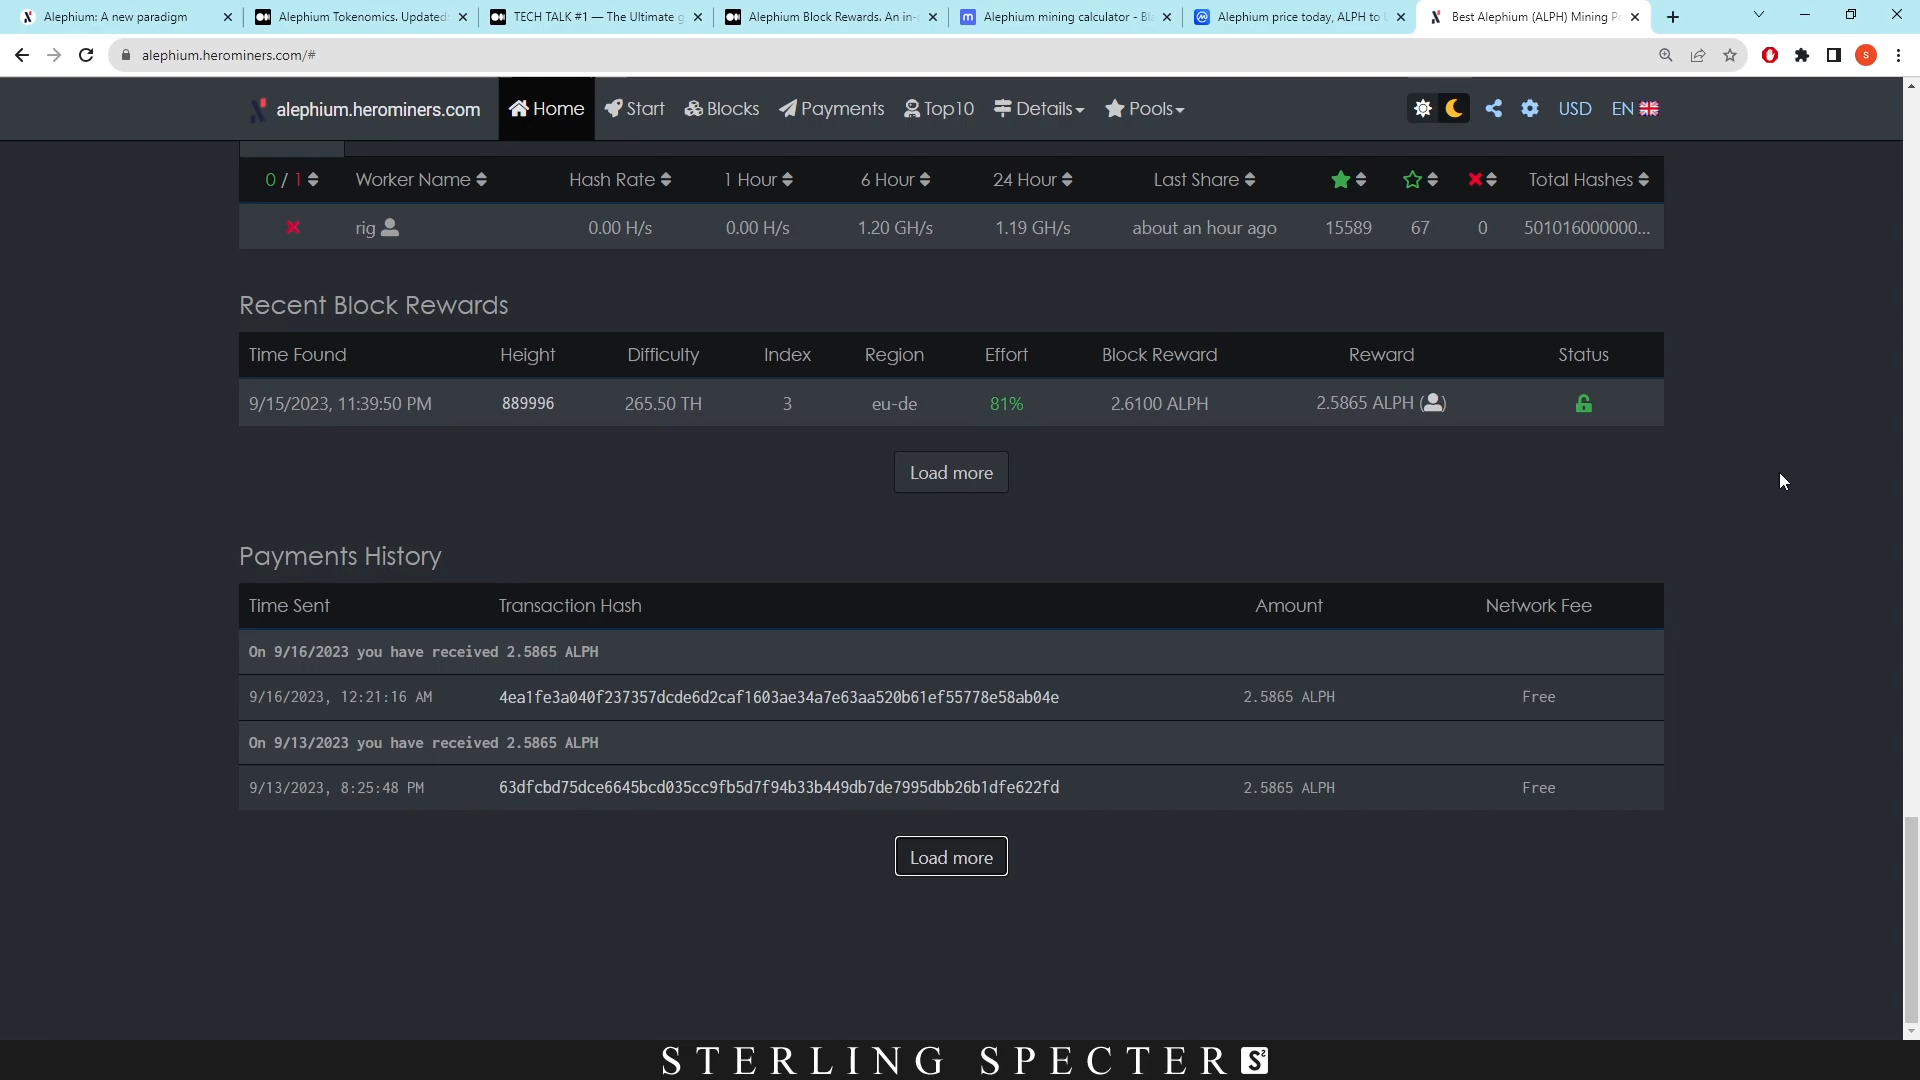 Alephium: A new paradigm
Alephium Tokenomics. Updated
TECH TALK #1 — The Ultimate g
Alephium Block Rewards. An in-
Alephium mining calculator - Bl
Alephium price today, ALPH to
Best Alephium (ALPH) Mining P
alephium.herominers.com/#
S
alephium.herominers.com Home Start Blocks Payments Top10 Details Pools USD EN
0 / 1 Worker Name Hash Rate 1 Hour 6 Hour 24 Hour Last Share Total Hashes
rig 0.00 H/s 0.00 H/s 1.20 GH/s 1.19 GH/s about an hour ago 15589 67 0 501016000000...
Recent Block Rewards
Time Found Height Difficulty Index Region Effort Block Reward Reward Status
9/15/2023, 11:39:50 PM 889996 265.50 TH 3 eu-de 81% 2.6100 ALPH 2.5865 ALPH ( )
Load more
Payments History
Time Sent Transaction Hash Amount Network Fee
On 9/16/2023 you have received 2.5865 ALPH
9/16/2023, 12:21:16 AM 4ea1fe3a040f237357dcde6d2caf1603ae34a7e63aa520b61ef55778e58ab04e 2.5865 ALPH Free
On 9/13/2023 you have received 2.5865 ALPH
9/13/2023, 8:25:48 PM 63dfcbd75dce6645bcd035cc9fb5d7f94b33b449db7de7995dbb26b1dfe622fd 2.5865 ALPH Free
Load more
STERLING SPECTER S²